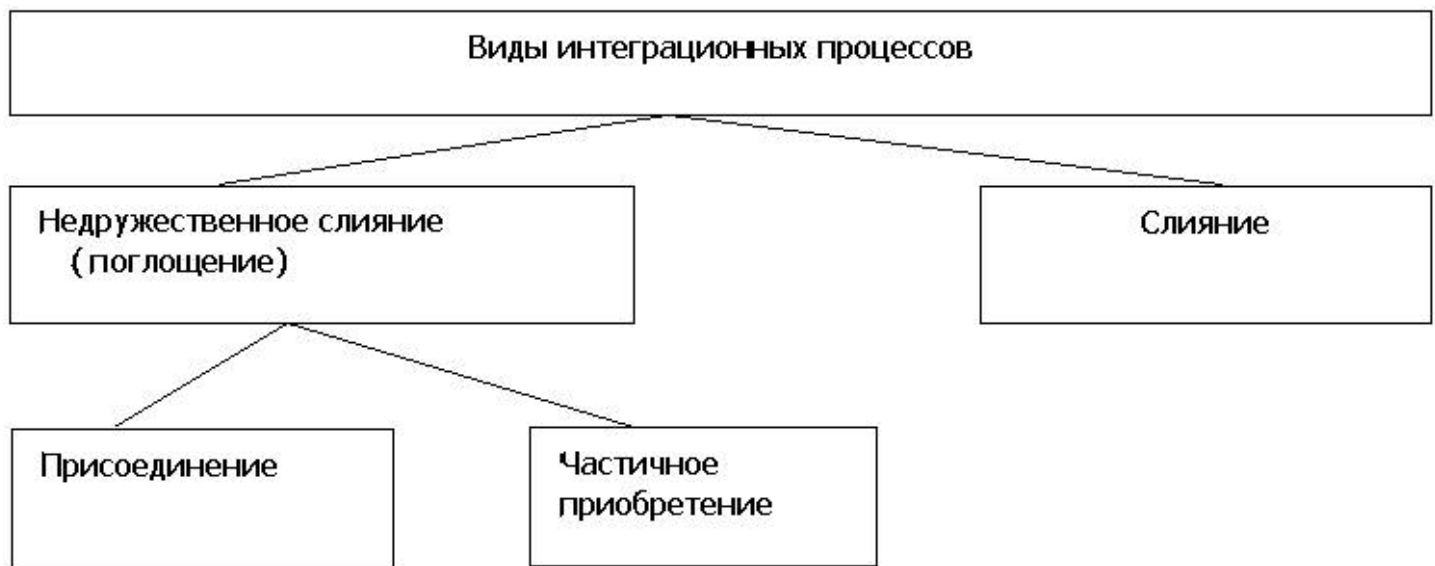 Виды интеграционных процессов
Недружественное слияние
(поглощение)
Слияние
Присоединение
Частичное
приобретение